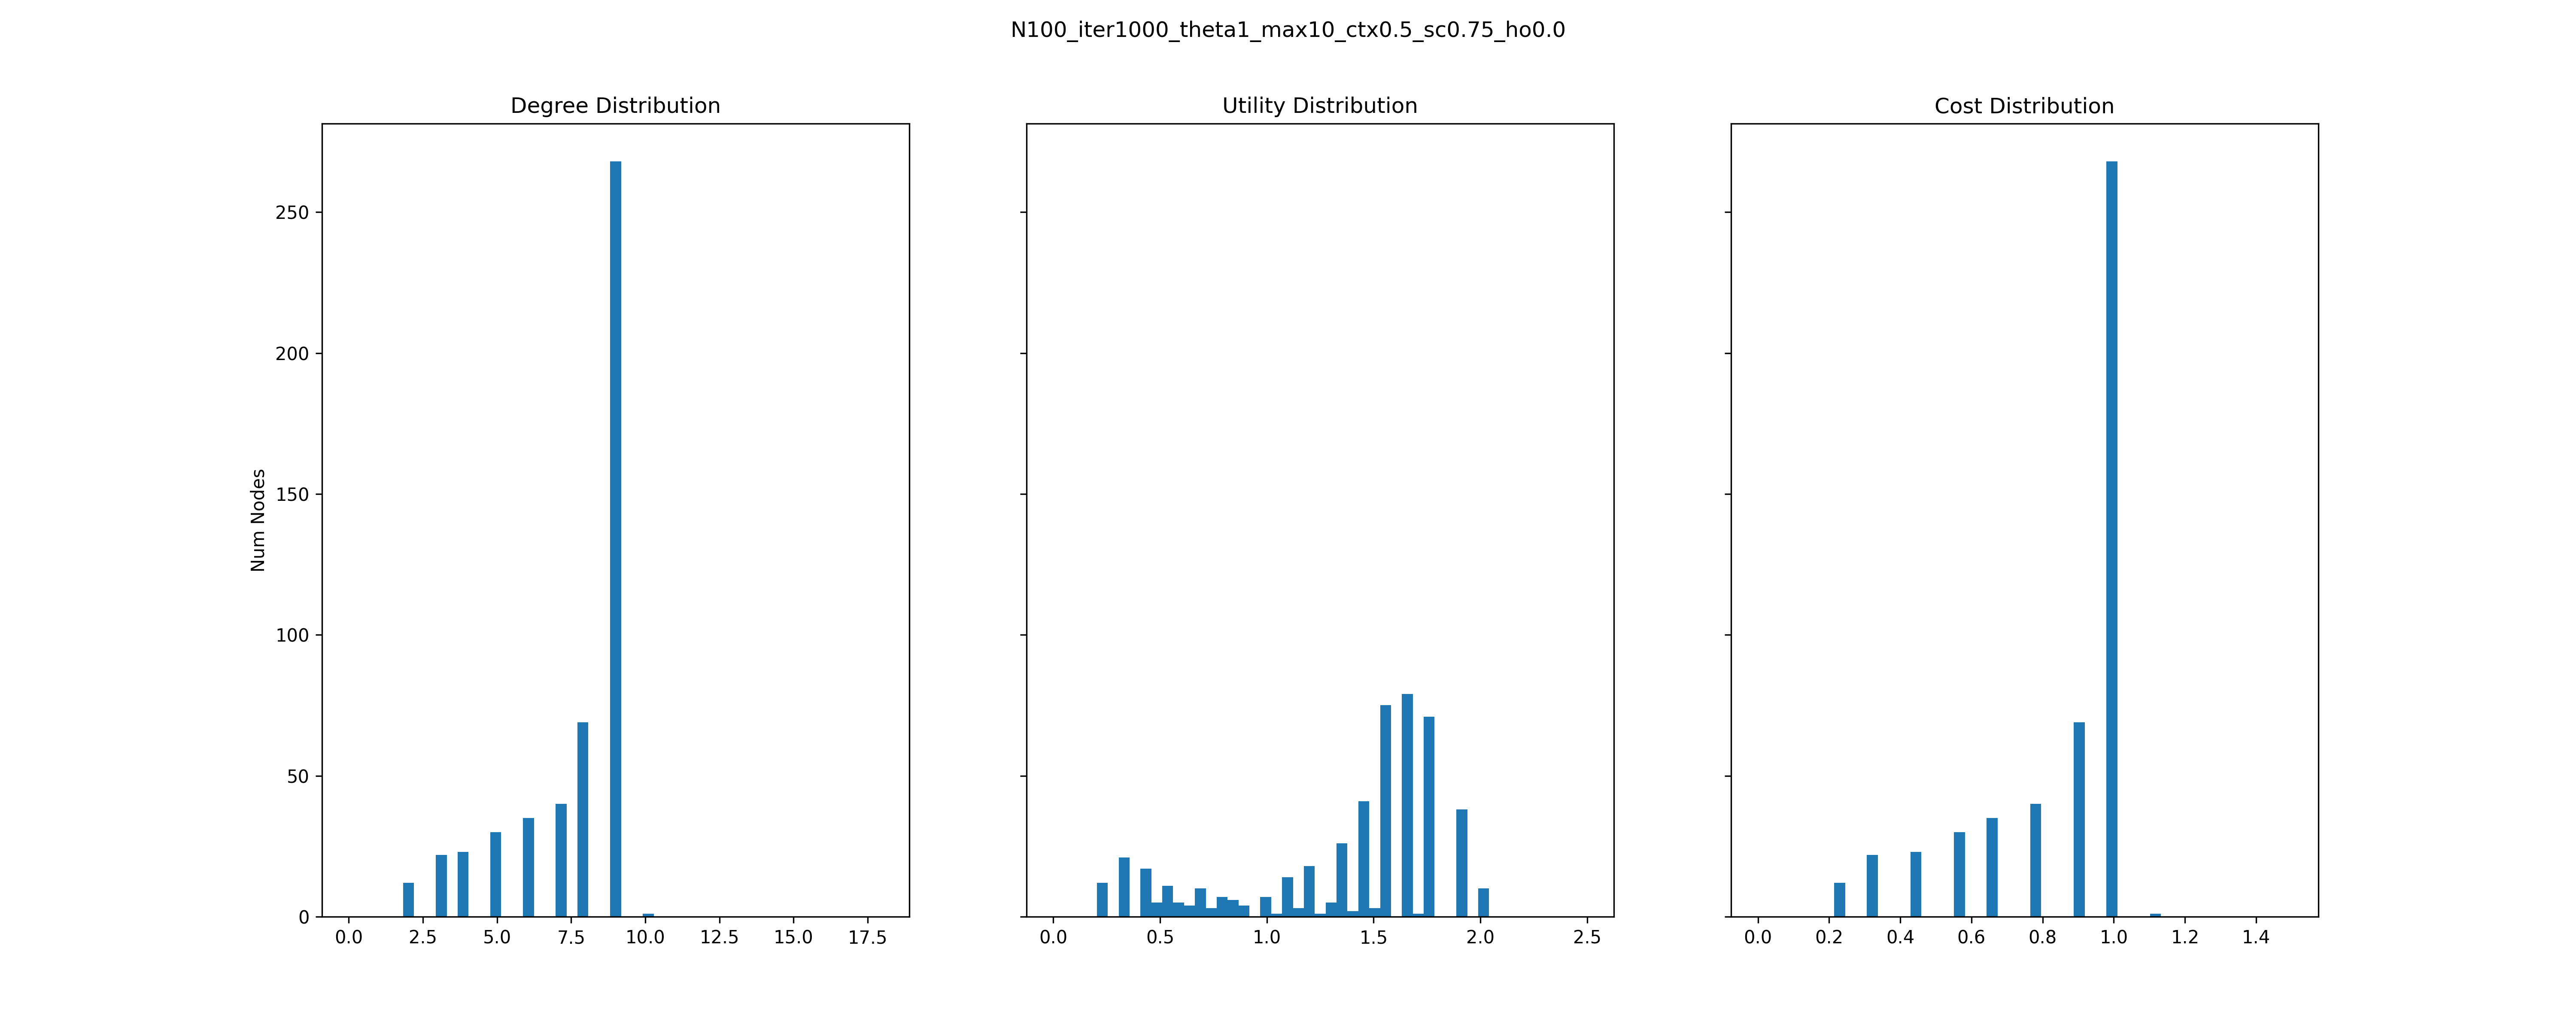 N100_iter1000_theta1_max10_ctx0.5_sc0.75_ho0.0
Degree Distribution
Num Nodes
250
200
150
100
50
0
0.0 2.5 5.0 7.5 10.0 12.5 15.0 17.5
Utility Distribution
0.0 0.5 1.0 1.5 2.0 2.5
Cost Distribution
0.0 0.2 0.4 0.6 0.8 1.0 1.2 1.4